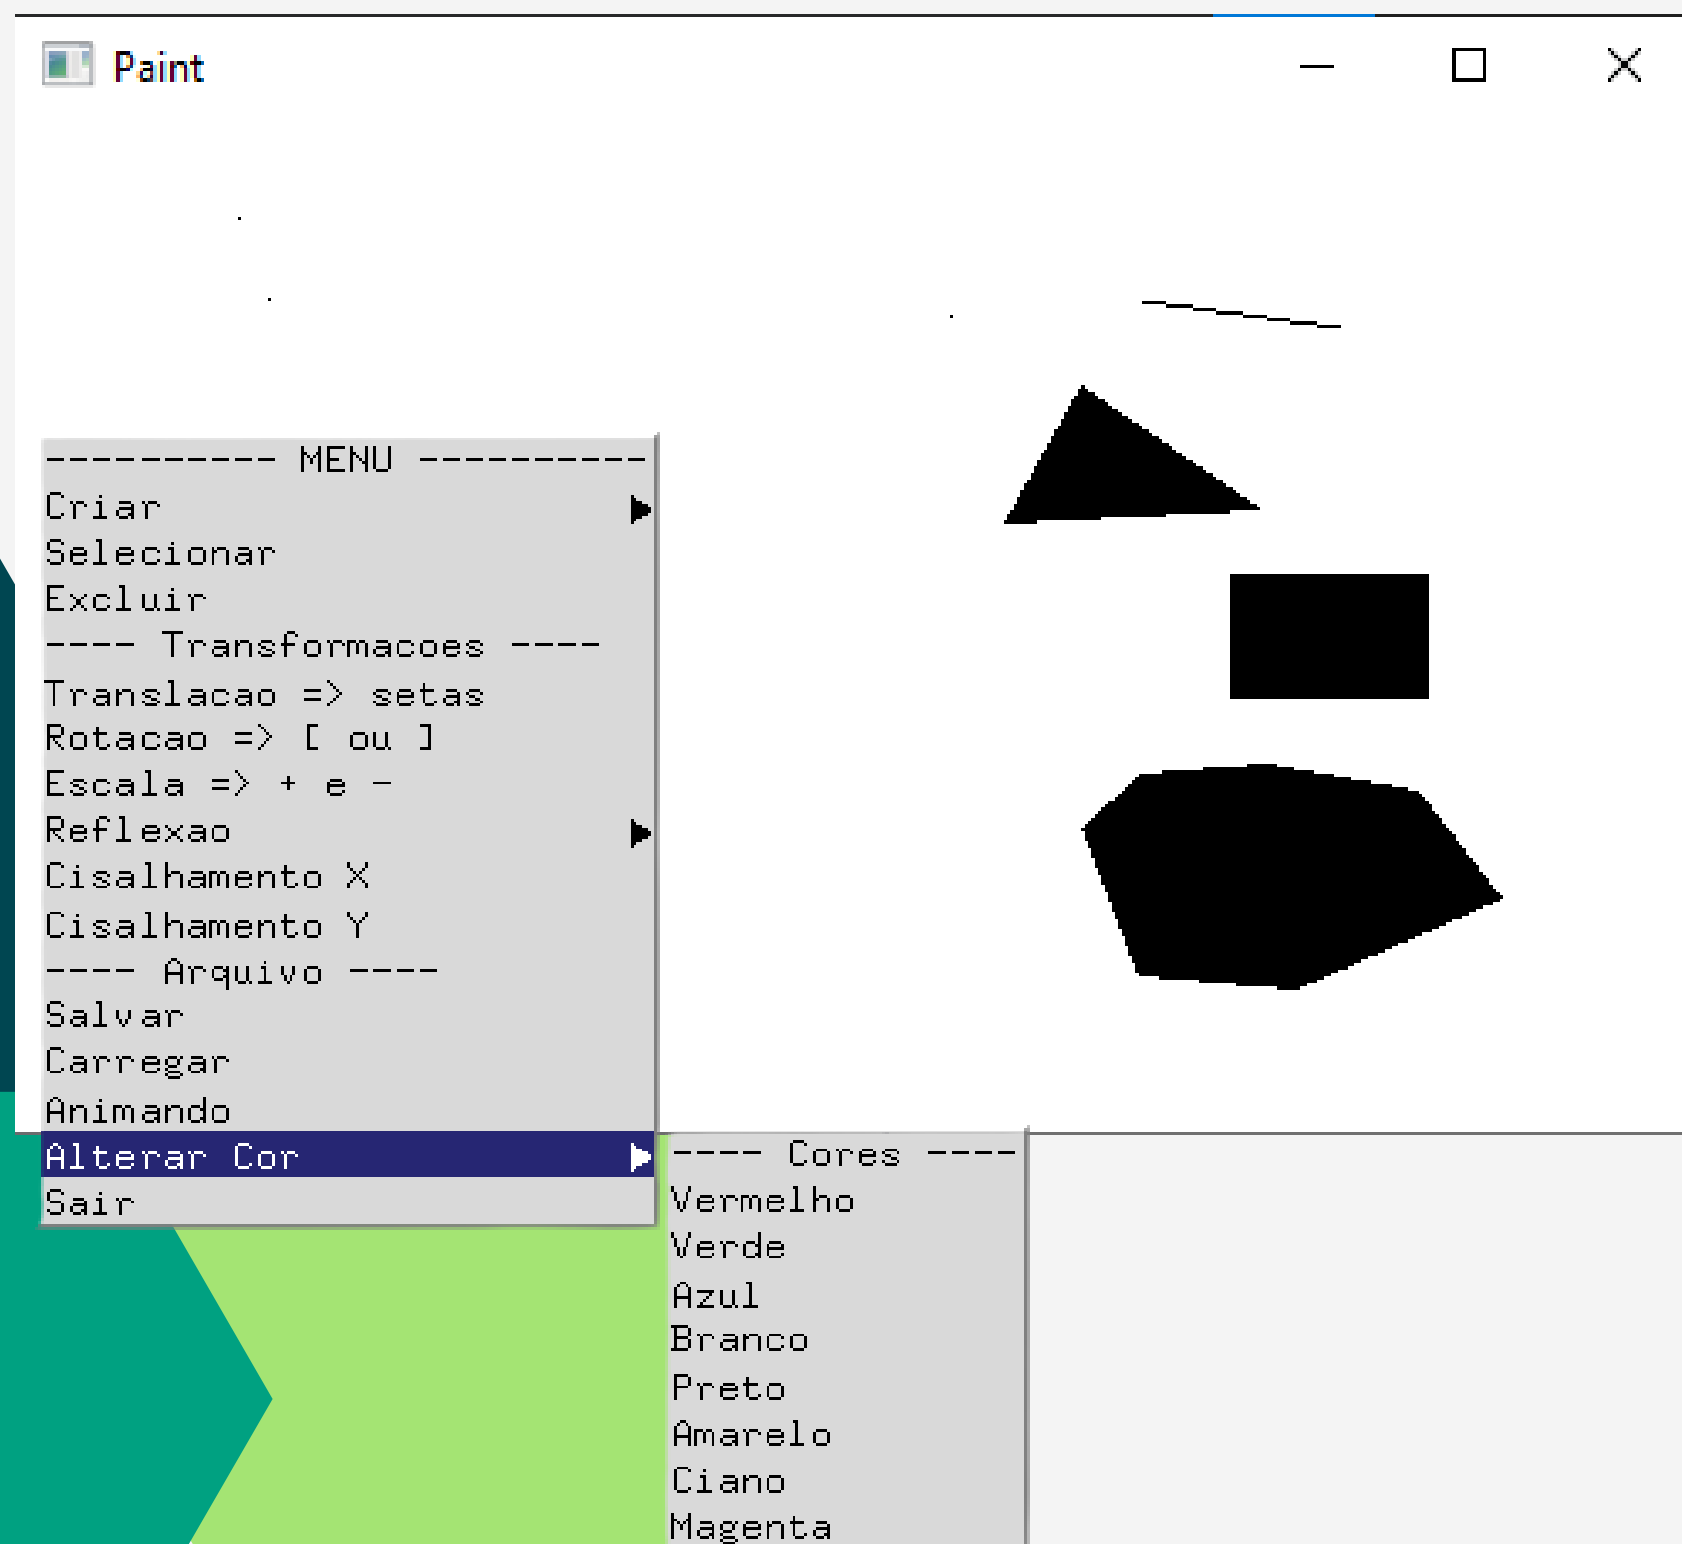 Paint
---------- MENU ----------
Criar
Selecionar
Excluir
---- Transformacoes ----
Translacao => setas
Rotacao => [ ou ]
Escala => + e -
Reflexao
Cisalhamento X
Cisalhamento Y
---- Arquivo ----
Salvar
Carregar
Animando
Alterar Cor
Sair
---- Cores ----
Vermelho
Verde
Azul
Branco
Preto
Amarelo
Ciano
Magenta